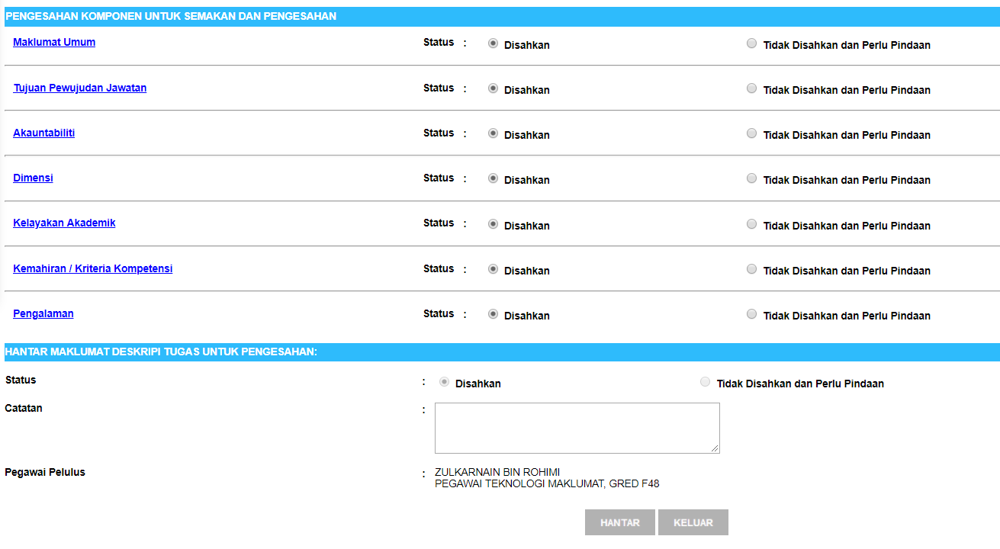 PENGESAHAN KOMPONEN UNTUK SEMAKAN DAN PENGESAHAN
Maklumat Umum Status : Disahkan Tidak Disahkan dan Perlu Pindaan
Tujuan Pewujudan Jawatan Status : Disahkan Tidak Disahkan dan Perlu Pindaan
Akauntabiliti Status : Disahkan Tidak Disahkan dan Perlu Pindaan
Dimensi Status : Disahkan Tidak Disahkan dan Perlu Pindaan
Kelayakan Akademik Status : Disahkan Tidak Disahkan dan Perlu Pindaan
Kemahiran / Kriteria Kompetensi Status : Disahkan Tidak Disahkan dan Perlu Pindaan
Pengalaman Status : Disahkan Tidak Disahkan dan Perlu Pindaan
HANTAR MAKLUMAT DESKRIPI TUGAS UNTUK PENGESAHAN:
Status : Disahkan Tidak Disahkan dan Perlu Pindaan
Catatan :
Pegawai Pelulus : ZULKARNAIN BIN ROHIMI
PEGAWAI TEKNOLOGI MAKLUMAT, GRED F48
HANTAR KELUAR